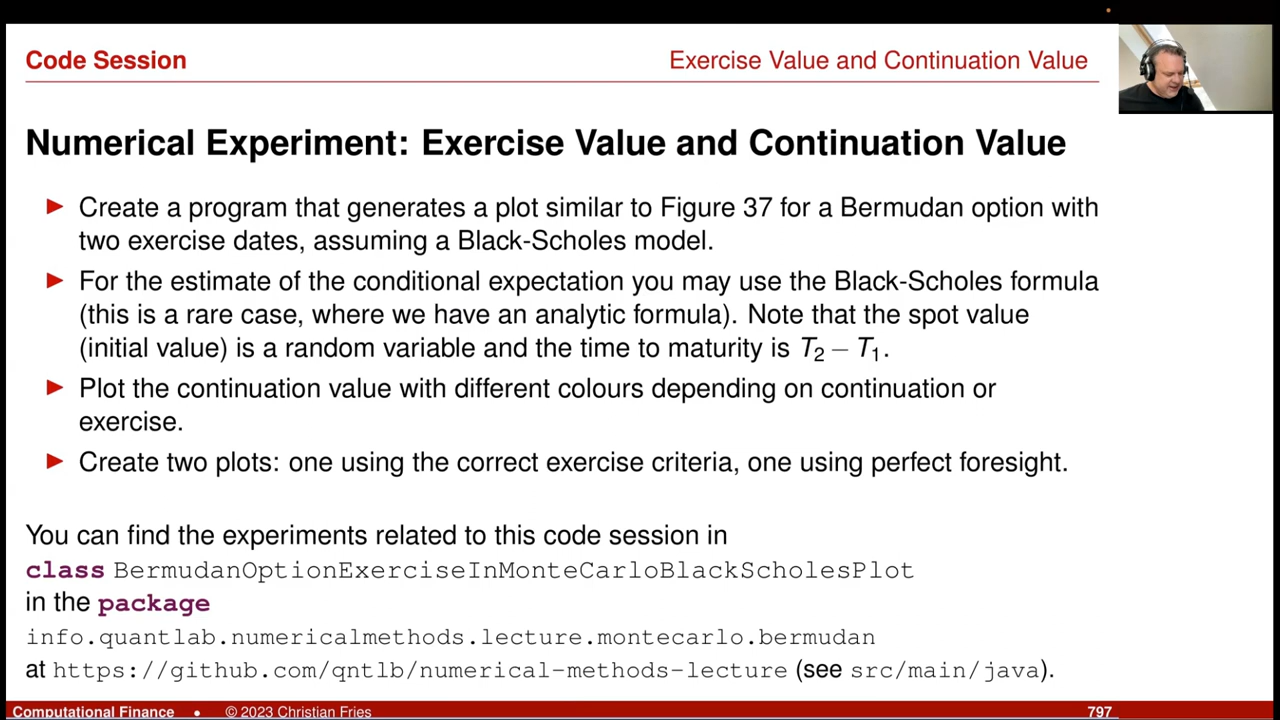 Code Session
Exercise Value and Continuation Value
Numerical Experiment: Exercise Value and Continuation Value
► Create a program that generates a plot similar to Figure 37 for a Bermudan option with
two exercise dates, assuming a Black-Scholes model.
► For the estimate of the conditional expectation you may use the Black-Scholes formula
(this is a rare case, where we have an analytic formula). Note that the spot value
(initial value) is a random variable and the time to maturity is T₂ − T₁.
► Plot the continuation value with different colours depending on continuation or
exercise.
► Create two plots: one using the correct exercise criteria, one using perfect foresight.
You can find the experiments related to this code session in
class BermudanOptionExerciseInMonteCarloBlackScholesPlot
in the package
info.quantlab.numericalmethods.lecture.montecarlo.bermudan
at https://github.com/qntlb/numerical-methods-lecture (see src/main/java).
Computational Finance • © 2023 Christian Fries 797